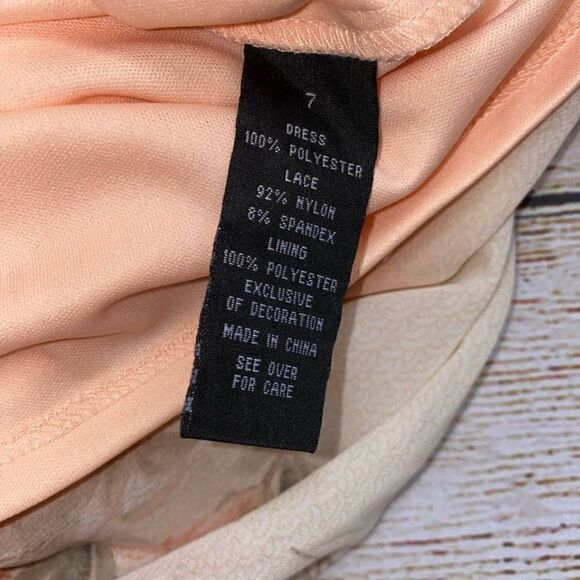 7
DRESS
100% POLYESTER
LACE
92% NYLON
8% SPANDEX
LINING
100% POLYESTER
EXCLUSIVE
OF DECORATION
MADE IN CHINA
SEE OVER
FOR CARE